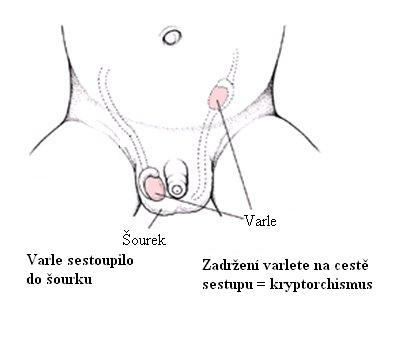 Varle
Šourek
Varle sestoupilo
do šourku
Zadržení varlete na cestě
sestupu = kryptorchismus